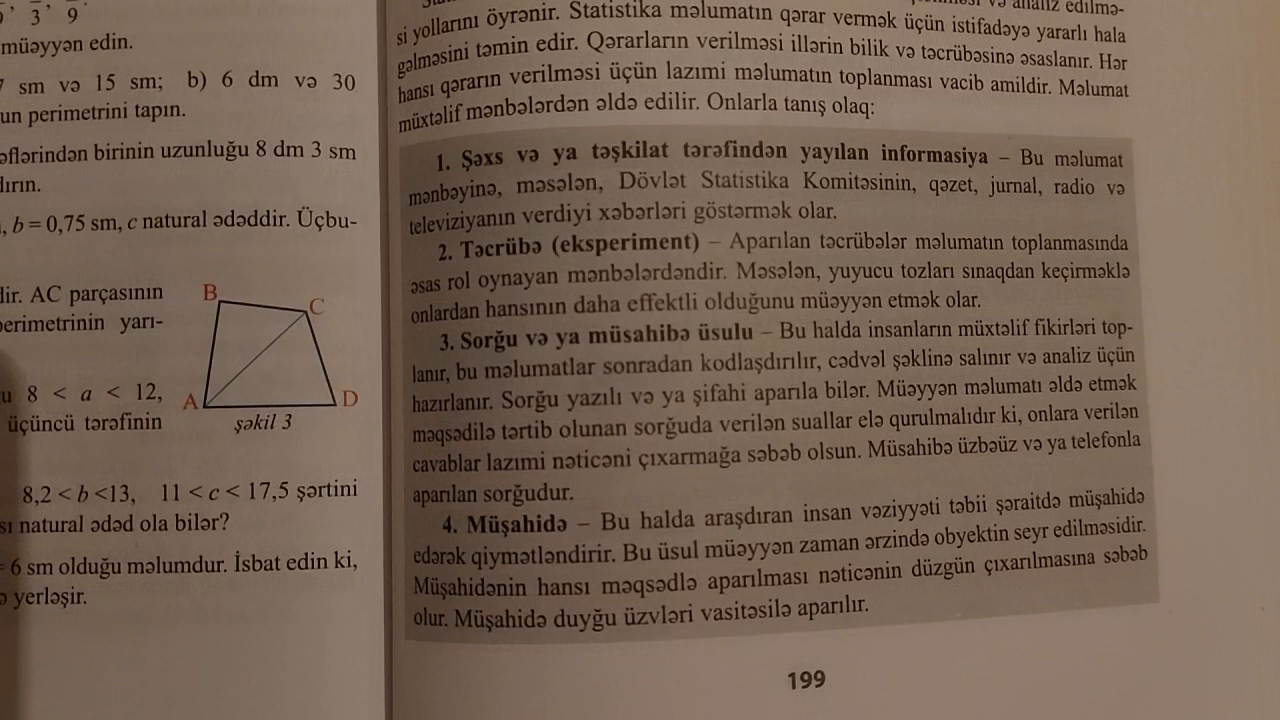 3, 9.
müəyyən edin.
sm və 15 sm; b) 6 dm və 30
un perimetrini tapın.
əflərindən birinin uzunluğu 8 dm 3 sm
dırın.
, b = 0,75 sm, c natural ədəddir. Üçbu-
dir. AC parçasının
perimetrinin yarı-
u 8 < a < 12,
üçüncü tərəfinin
B
C
A
D
şəkil 3
8,2 < b <13, 11 < c < 17,5 şərtini
sı natural ədəd ola bilər?
= 6 sm olduğu məlumdur. İsbat edin ki,
ə yerləşir.
və analiz edilmə-
si yollarını öyrənir. Statistika məlumatın qərar vermək üçün istifadəyə yararlı hala
gəlməsini təmin edir. Qərarların verilməsi illərin bilik və təcrübəsinə əsaslanır. Hər
hansı qərarın verilməsi üçün lazımi məlumatın toplanması vacib amildir. Məlumat
müxtəlif mənbələrdən əldə edilir. Onlarla tanış olaq:
1. Şəxs və ya təşkilat tərəfindən yayılan informasiya – Bu məlumat
mənbəyinə, məsələn, Dövlət Statistika Komitəsinin, qəzet, jurnal, radio və
televiziyanın verdiyi xəbərləri göstərmək olar.
2. Təcrübə (eksperiment) – Aparılan təcrübələr məlumatın toplanmasında
əsas rol oynayan mənbələrdəndir. Məsələn, yuyucu tozları sınaqdan keçirməklə
onlardan hansının daha effektli olduğunu müəyyən etmək olar.
3. Sorğu və ya müsahibə üsulu – Bu halda insanların müxtəlif fikirləri top-
lanır, bu məlumatlar sonradan kodlaşdırılır, cədvəl şəklinə salınır və analiz üçün
hazırlanır. Sorğu yazılı və ya şifahi aparıla bilər. Müəyyən məlumatı əldə etmək
məqsədilə tərtib olunan sorğuda verilən suallar elə qurulmalıdır ki, onlara verilən
cavablar lazımi nəticəni çıxarmağa səbəb olsun. Müsahibə üzbəüz və ya telefonla
aparılan sorğudur.
4. Müşahidə – Bu halda araşdıran insan vəziyyəti təbii şəraitdə müşahidə
edərək qiymətləndirir. Bu üsul müəyyən zaman ərzində obyektin seyr edilməsidir.
Müşahidənin hansı məqsədlə aparılması nəticənin düzgün çıxarılmasına səbəb
olur. Müşahidə duyğu üzvləri vasitəsilə aparılır.
199